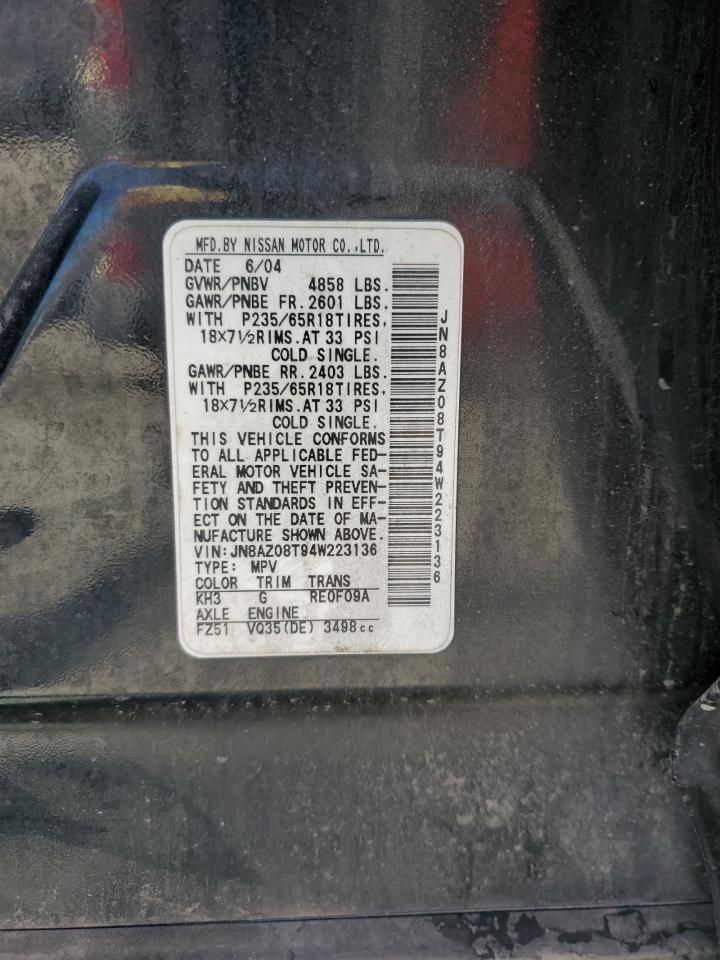 MFD.BY NISSAN MOTOR CO.,LTD.
DATE 6/04
GVWR/PNBV 4858 LBS.
GAWR/PNBE FR.2601 LBS.
WITH P235/65R18TIRES,
18X7½RIMS.AT 33 PSI
COLD SINGLE.
GAWR/PNBE RR.2403 LBS.
WITH P235/65R18TIRES,
18X7½RIMS.AT 33 PSI
COLD SINGLE.
THIS VEHICLE CONFORMS
TO ALL APPLICABLE FED-
ERAL MOTOR VEHICLE SA-
FETY AND THEFT PREVEN-
TION STANDARDS IN EFF-
ECT ON THE DATE OF MA-
NUFACTURE SHOWN ABOVE.
VIN:JN8AZ08T94W223136
TYPE: MPV
COLOR TRIM TRANS
KH3 G RE0F09A
AXLE ENGINE
FZ51 VQ35(DE) 3498cc
JN8AZ08T94W223136